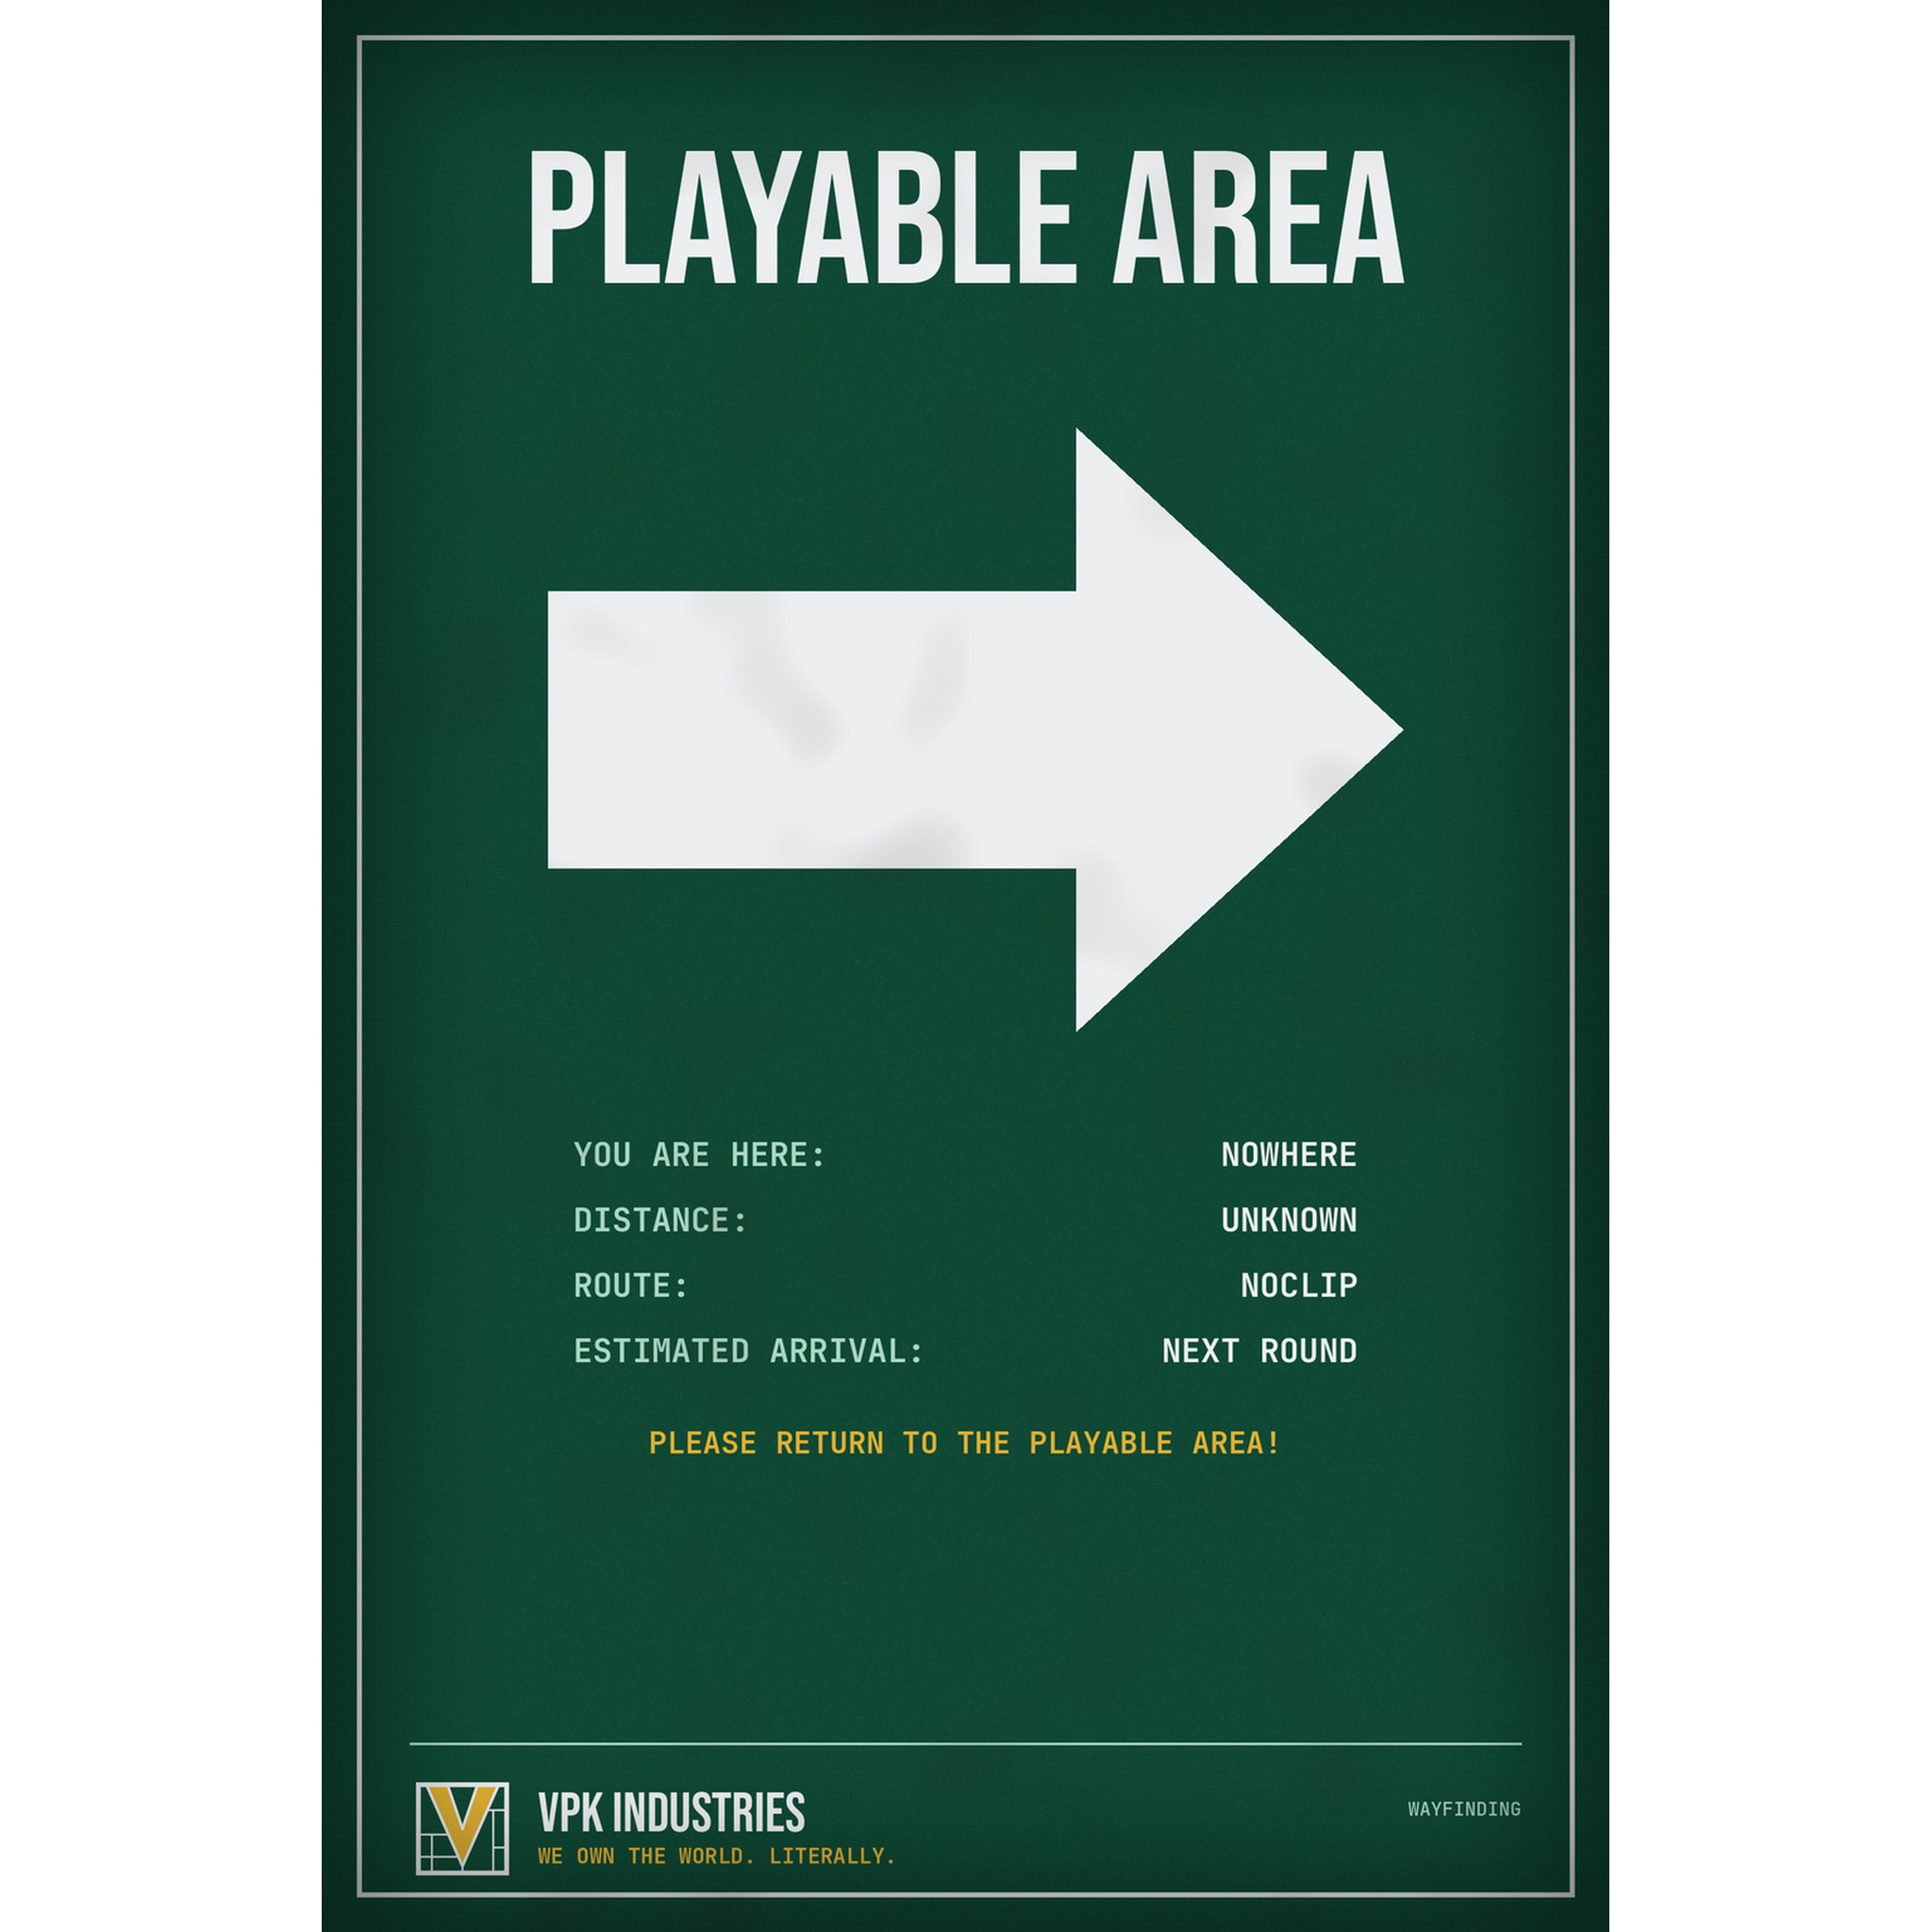 PLAYABLE AREA
YOU ARE HERE: NOWHERE
DISTANCE: UNKNOWN
ROUTE: NOCLIP
ESTIMATED ARRIVAL: NEXT ROUND
PLEASE RETURN TO THE PLAYABLE AREA!
VPK INDUSTRIES
WE OWN THE WORLD. LITERALLY.
WAYFINDING